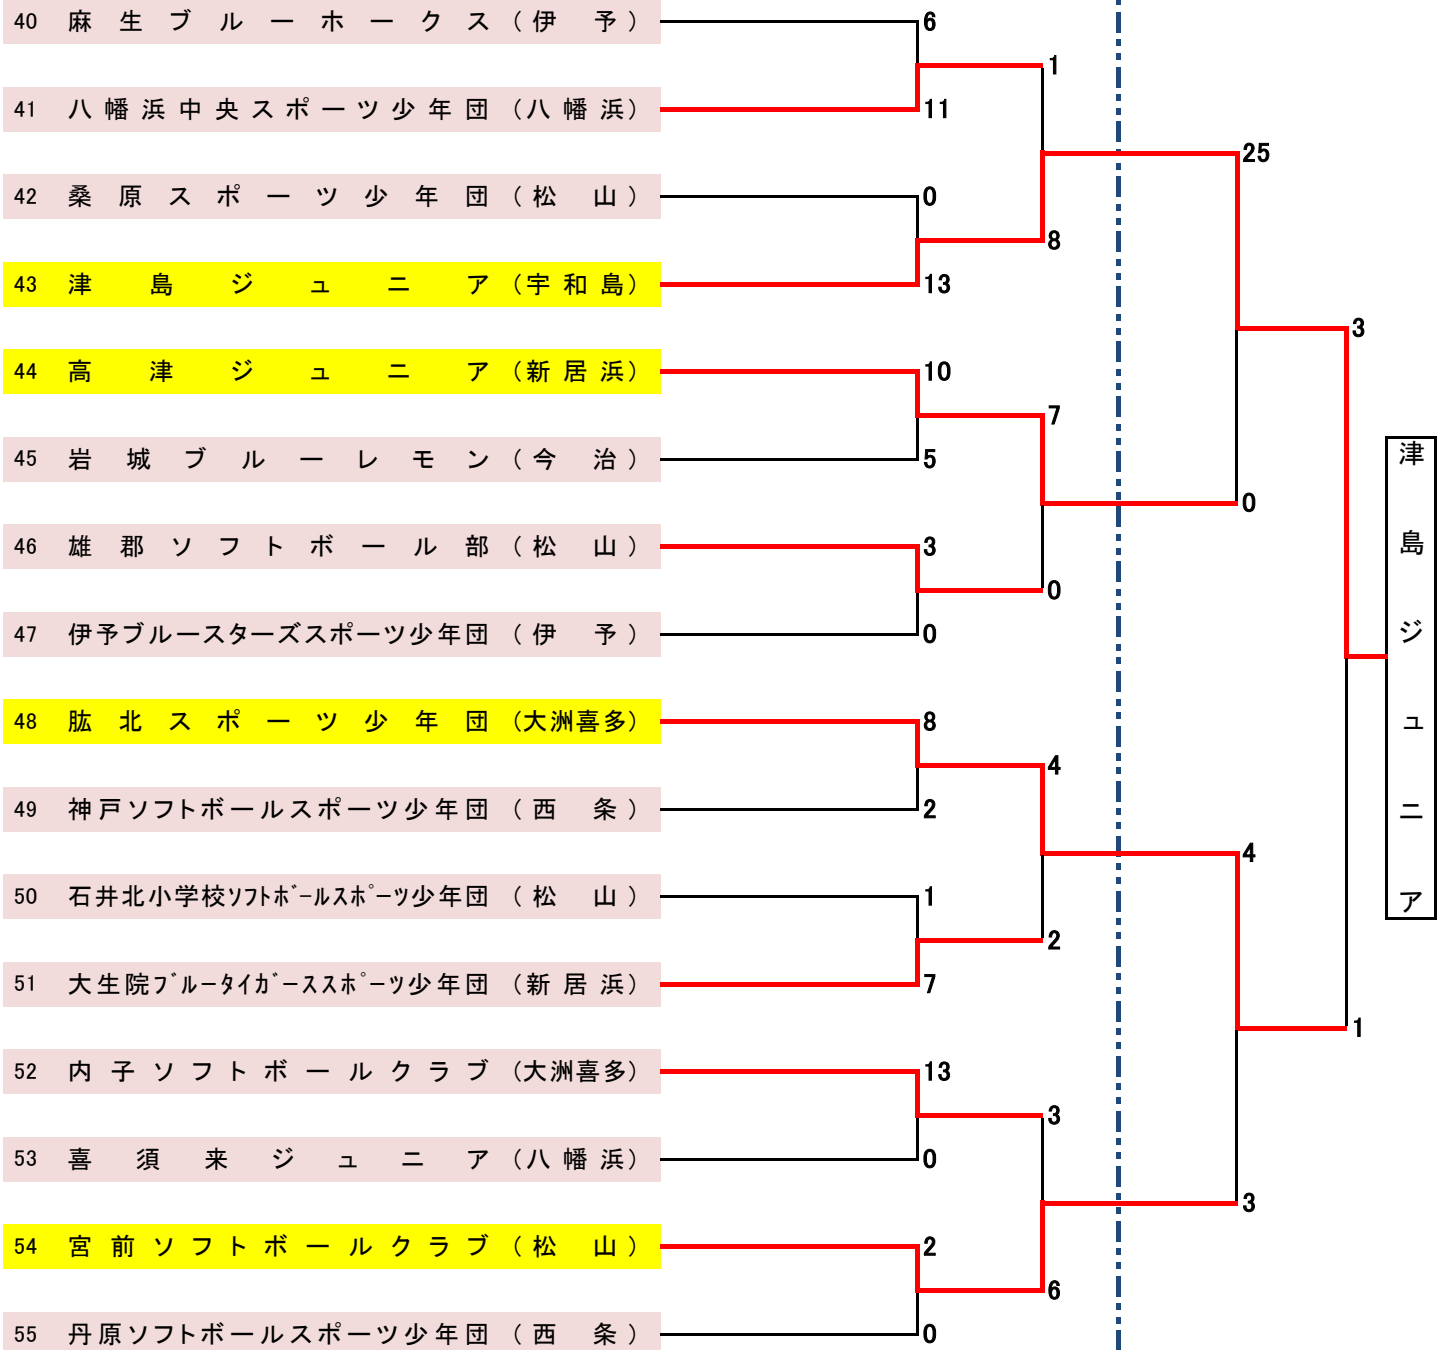 40 麻生ブルーホークス（伊予） 6
1
41 八幡浜中央スポーツ少年団（八幡浜） 11
25
42 桑原スポーツ少年団（松山） 0
8
43 津島ジュニア（宇和島） 13
3
44 高津ジュニア（新居浜） 10
7
45 岩城ブルーレモン（今治） 5
0
46 雄郡ソフトボール部（松山） 3
0
47 伊予ブルースターズスポーツ少年団（伊予） 0
津島ジュニア
48 肱北スポーツ少年団（大洲喜多） 8
4
49 神戸ソフトボールスポーツ少年団（西条） 2
4
50 石井北小学校ｿﾌﾄﾎﾞｰﾙｽﾎﾟｰﾂ少年団（松山） 1
2
51 大生院ﾌﾞﾙｰﾀｲｶﾞｰｽｽﾎﾟｰﾂ少年団（新居浜） 7
1
52 内子ソフトボールクラブ（大洲喜多） 13
3
53 喜須来ジュニア（八幡浜） 0
3
54 宮前ソフトボールクラブ（松山） 2
6
55 丹原ソフトボールスポーツ少年団（西条） 0